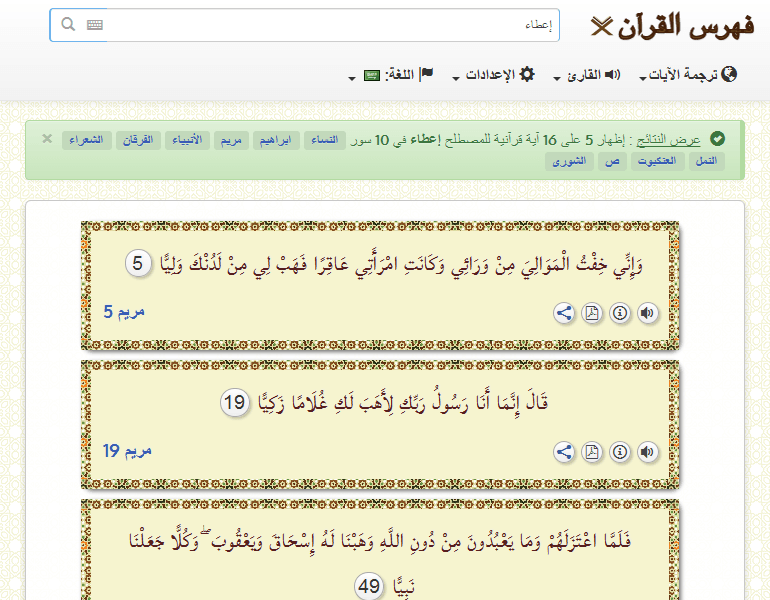 فهرس القرآن
إعطاء
ترجمة الآيات القارئ الإعدادات اللغة:
عرض النتائج : إظهار 5 على 16 آية قرآنية للمصطلح إعطاء في 10 سور النساء ابراهيم مريم الأنبياء الفرقان الشعراء ×
النمل العنكبوت ص الشورى
وَإِنِّي خِفْتُ الْمَوَالِيَ مِنْ وَرَائِي وَكَانَتِ امْرَأَتِي عَاقِرًا فَهَبْ لِي مِنْ لَدُنْكَ وَلِيًّا 5
مريم 5
قَالَ إِنَّمَا أَنَا رَسُولُ رَبِّكِ لِأَهَبَ لَكِ غُلَامًا زَكِيًّا 19
مريم 19
فَلَمَّا اعْتَزَلَهُمْ وَمَا يَعْبُدُونَ مِنْ دُونِ اللَّهِ وَهَبْنَا لَهُ إِسْحَاقَ وَيَعْقُوبَ ۖ وَكُلًّا جَعَلْنَا
نَبِيًّا 49